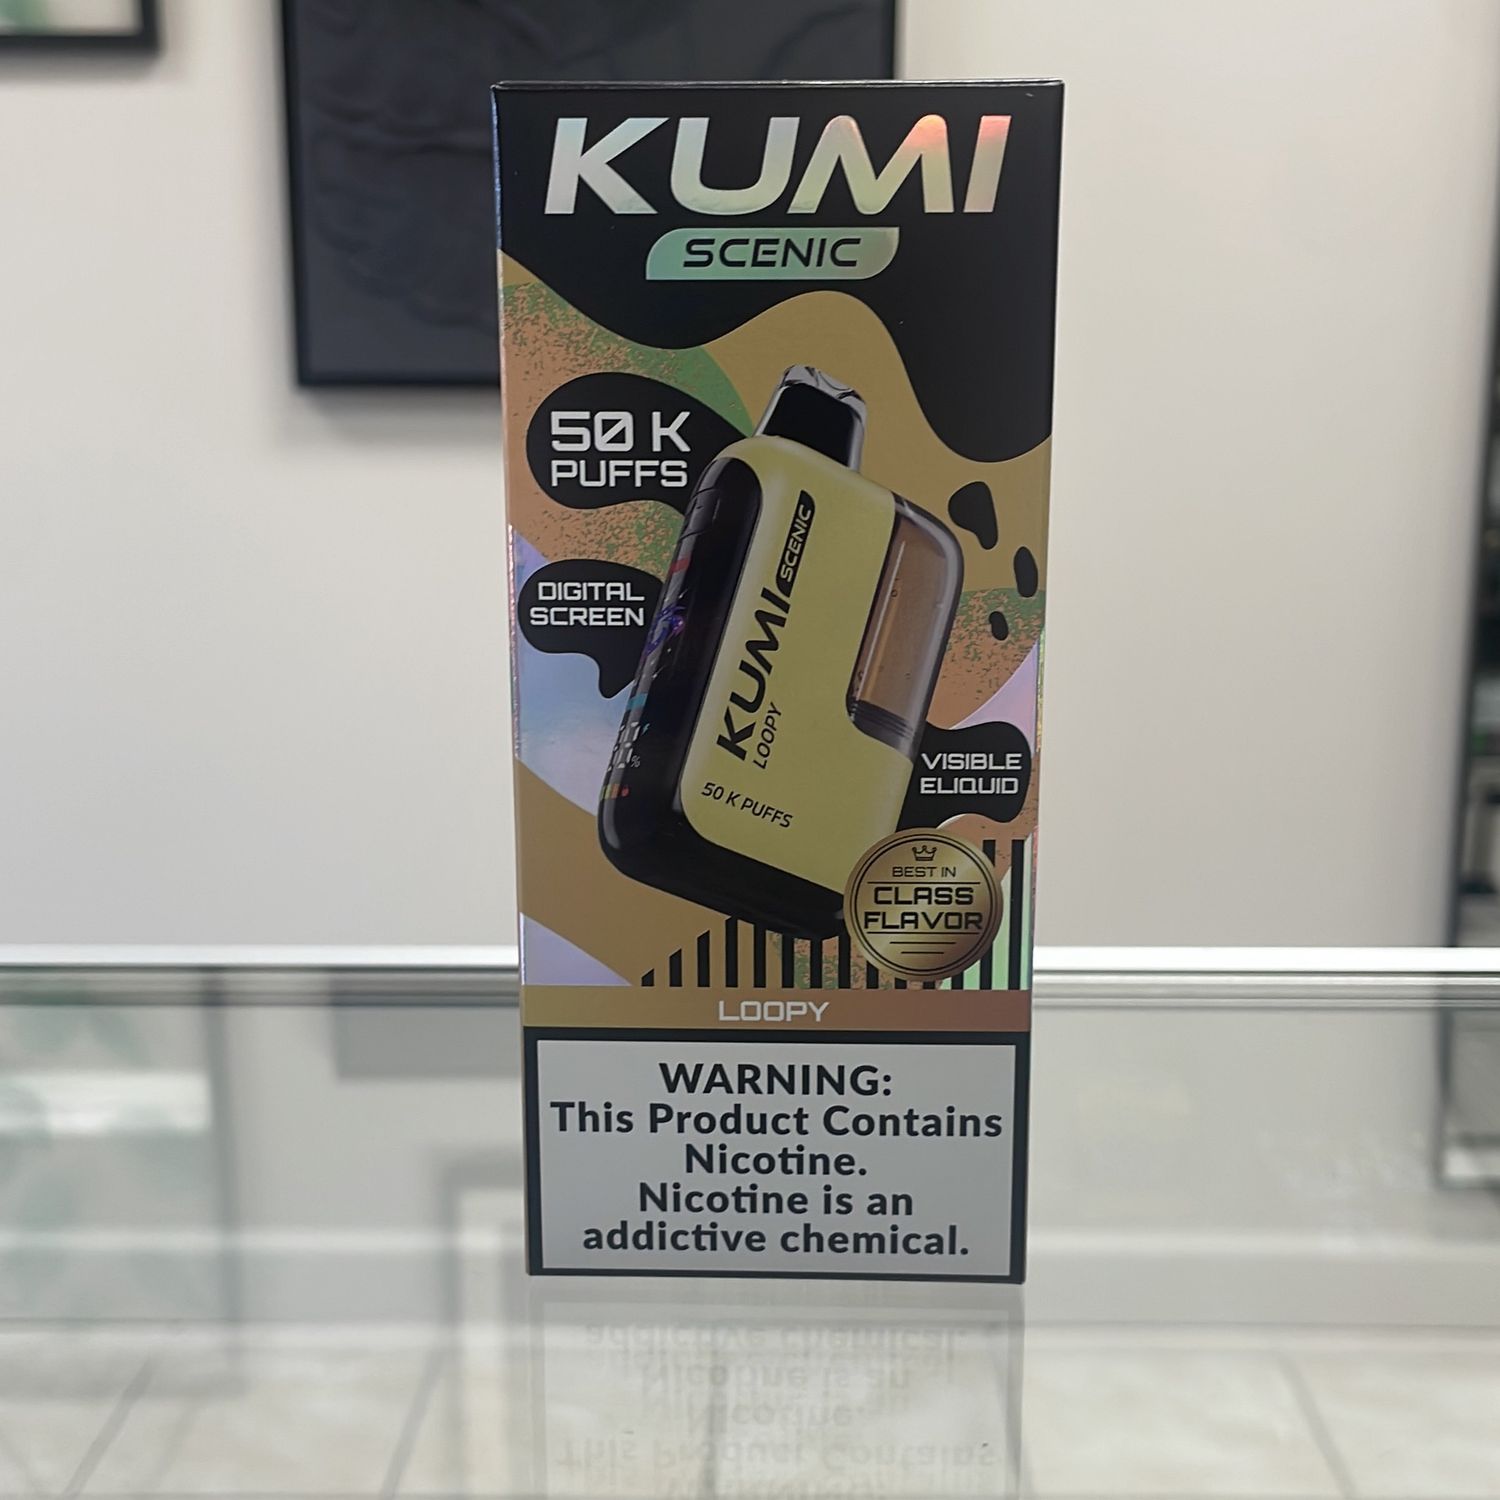 KUMI
SCENIC
50 K
PUFFS
DIGITAL
SCREEN
KUMI
SCENIC
LOOPY
50 K PUFFS
%
VISIBLE
ELIQUID
BEST IN
CLASS
FLAVOR
LOOPY
WARNING:
This Product Contains
Nicotine.
Nicotine is an
addictive chemical.